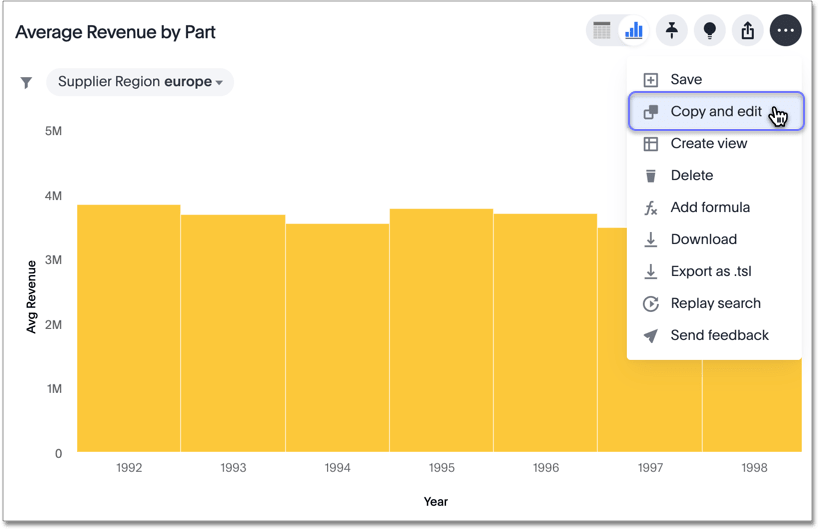 Average Revenue by Part
Supplier Region europe
Save
Copy and edit
Create view
Delete
Add formula
Download
Export as .tsl
Replay search
Send feedback
5M
4M
3M
2M
1M
0
Avg Revenue
1992 1993 1994 1995 1996 1997 1998
Year